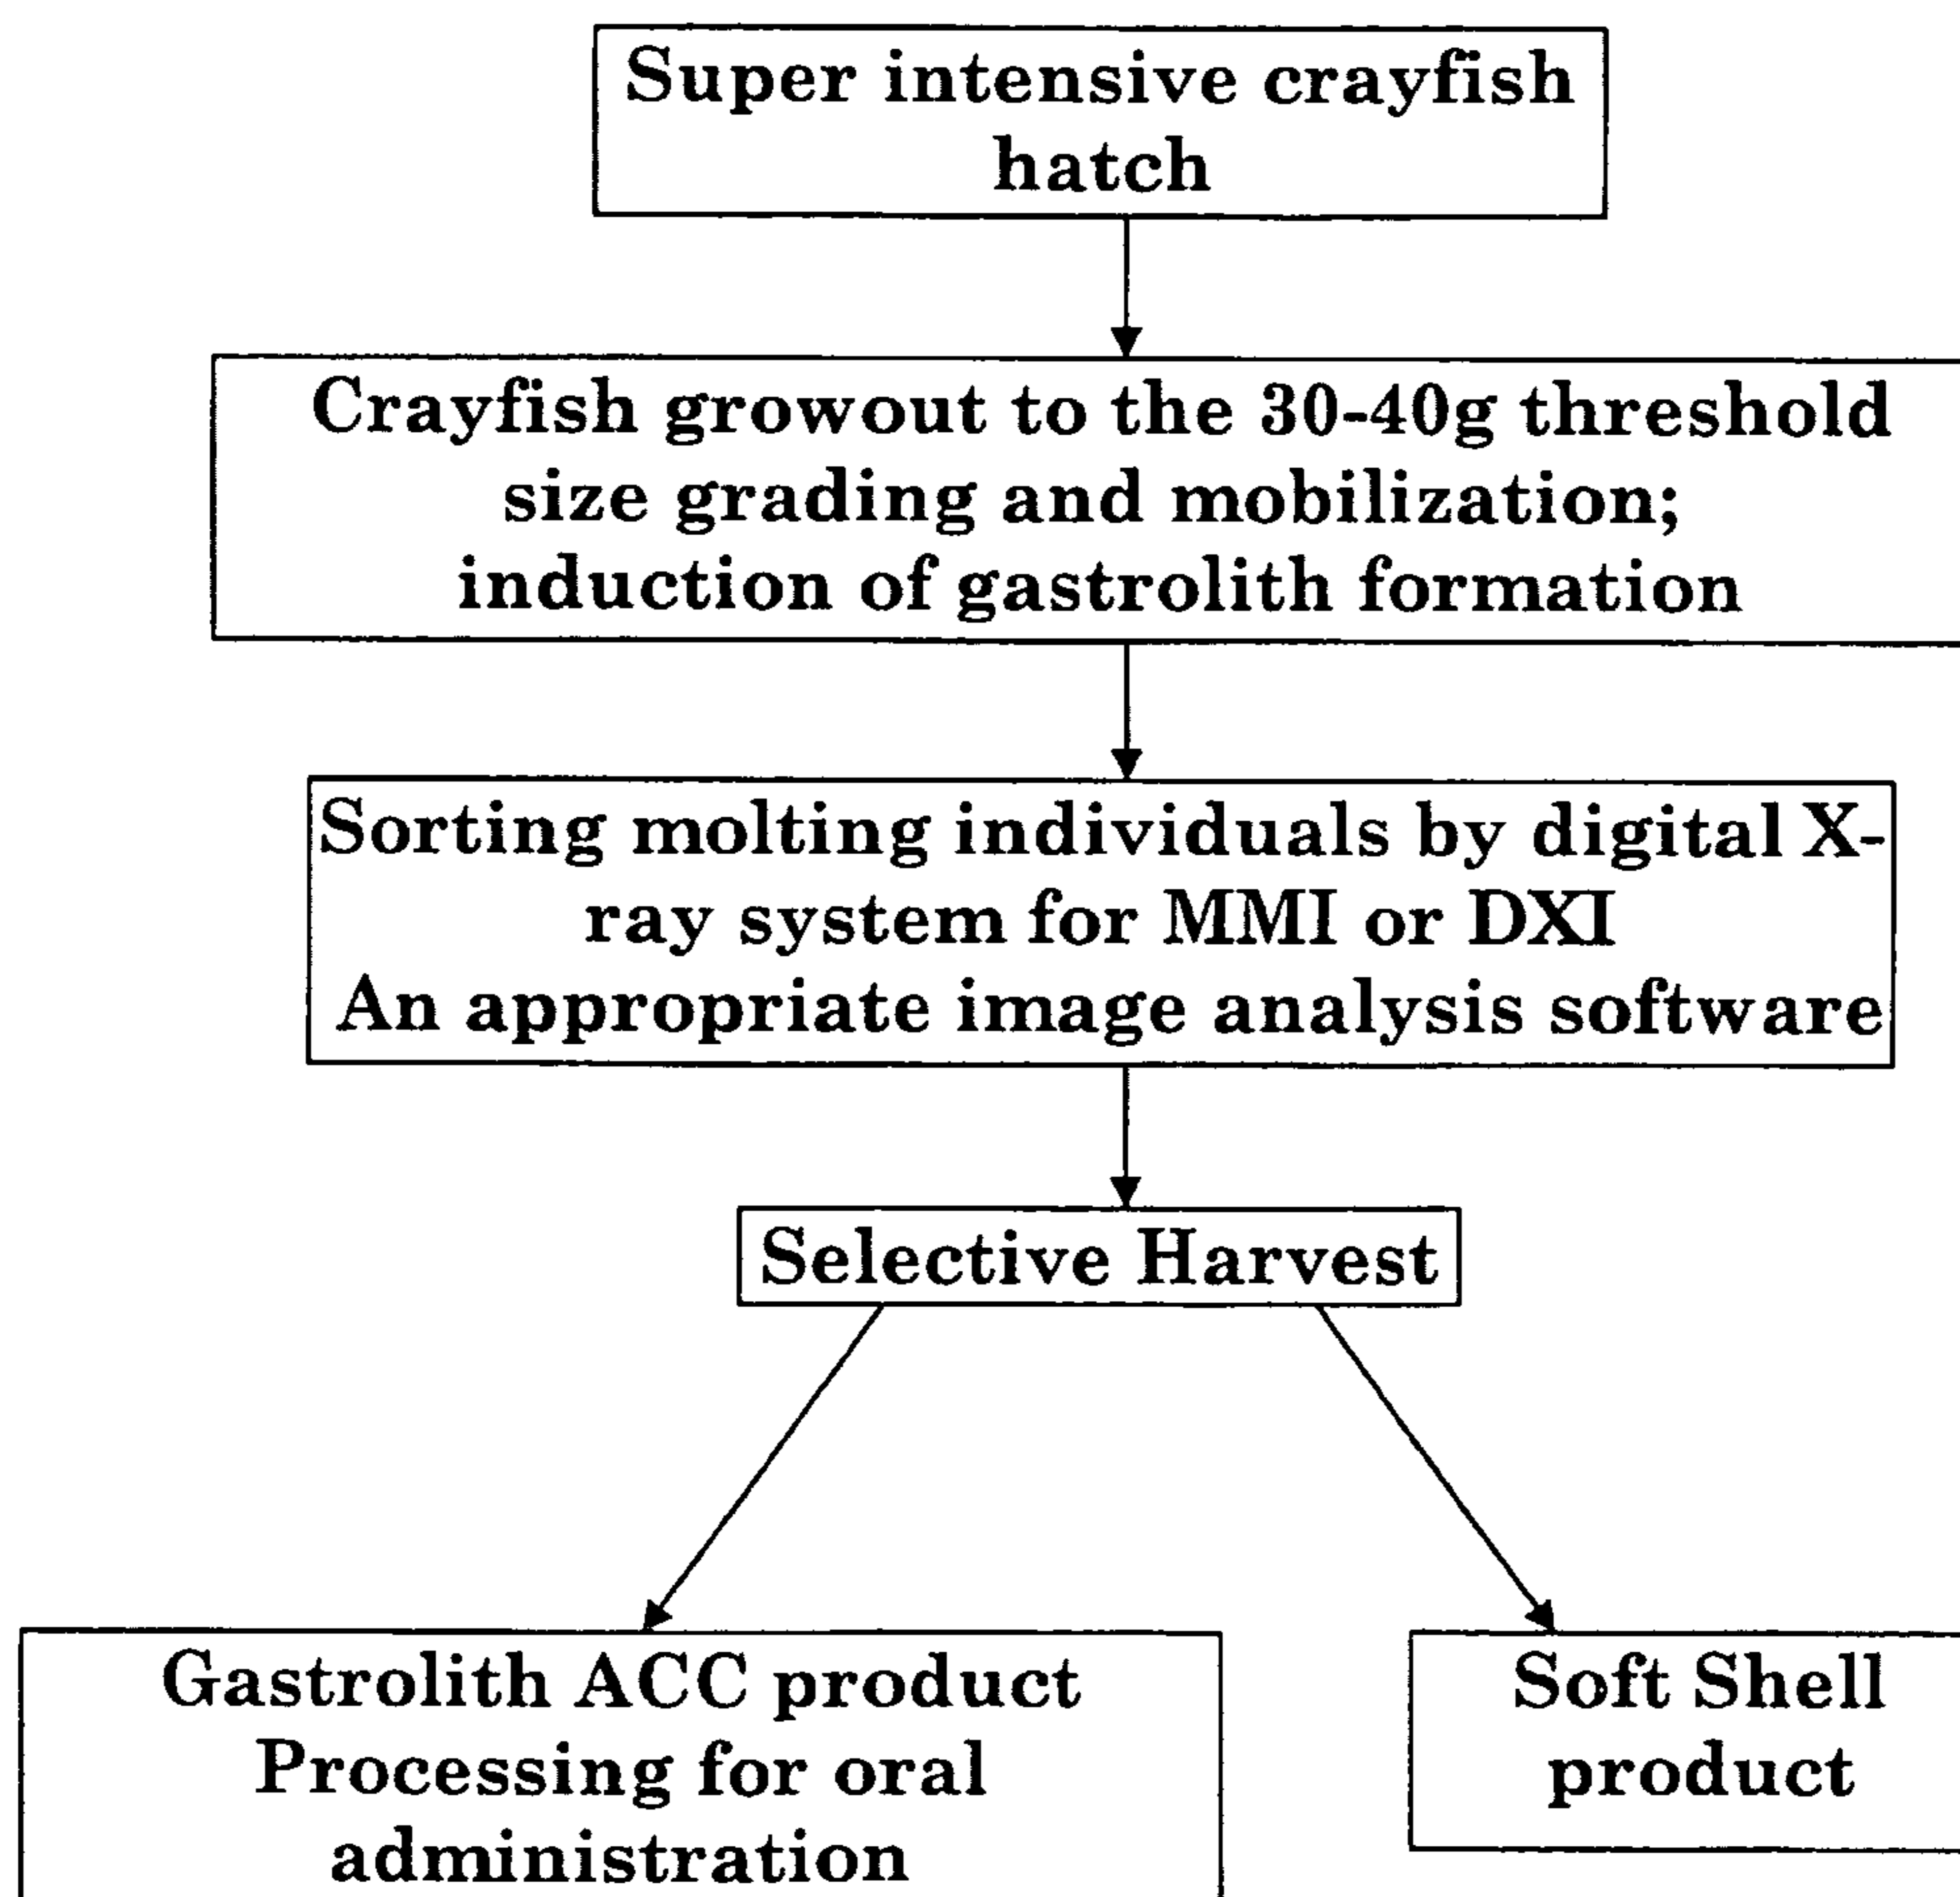 Super intensive crayfish
hatch
Crayfish growout to the 30-40g threshold
size grading and mobilization;
induction of gastrolith formation
Sorting molting individuals by digital X-
ray system for MMI or DXI
An appropriate image analysis software
Selective Harvest
Gastrolith ACC product
Processing for oral
administration
Soft Shell
product